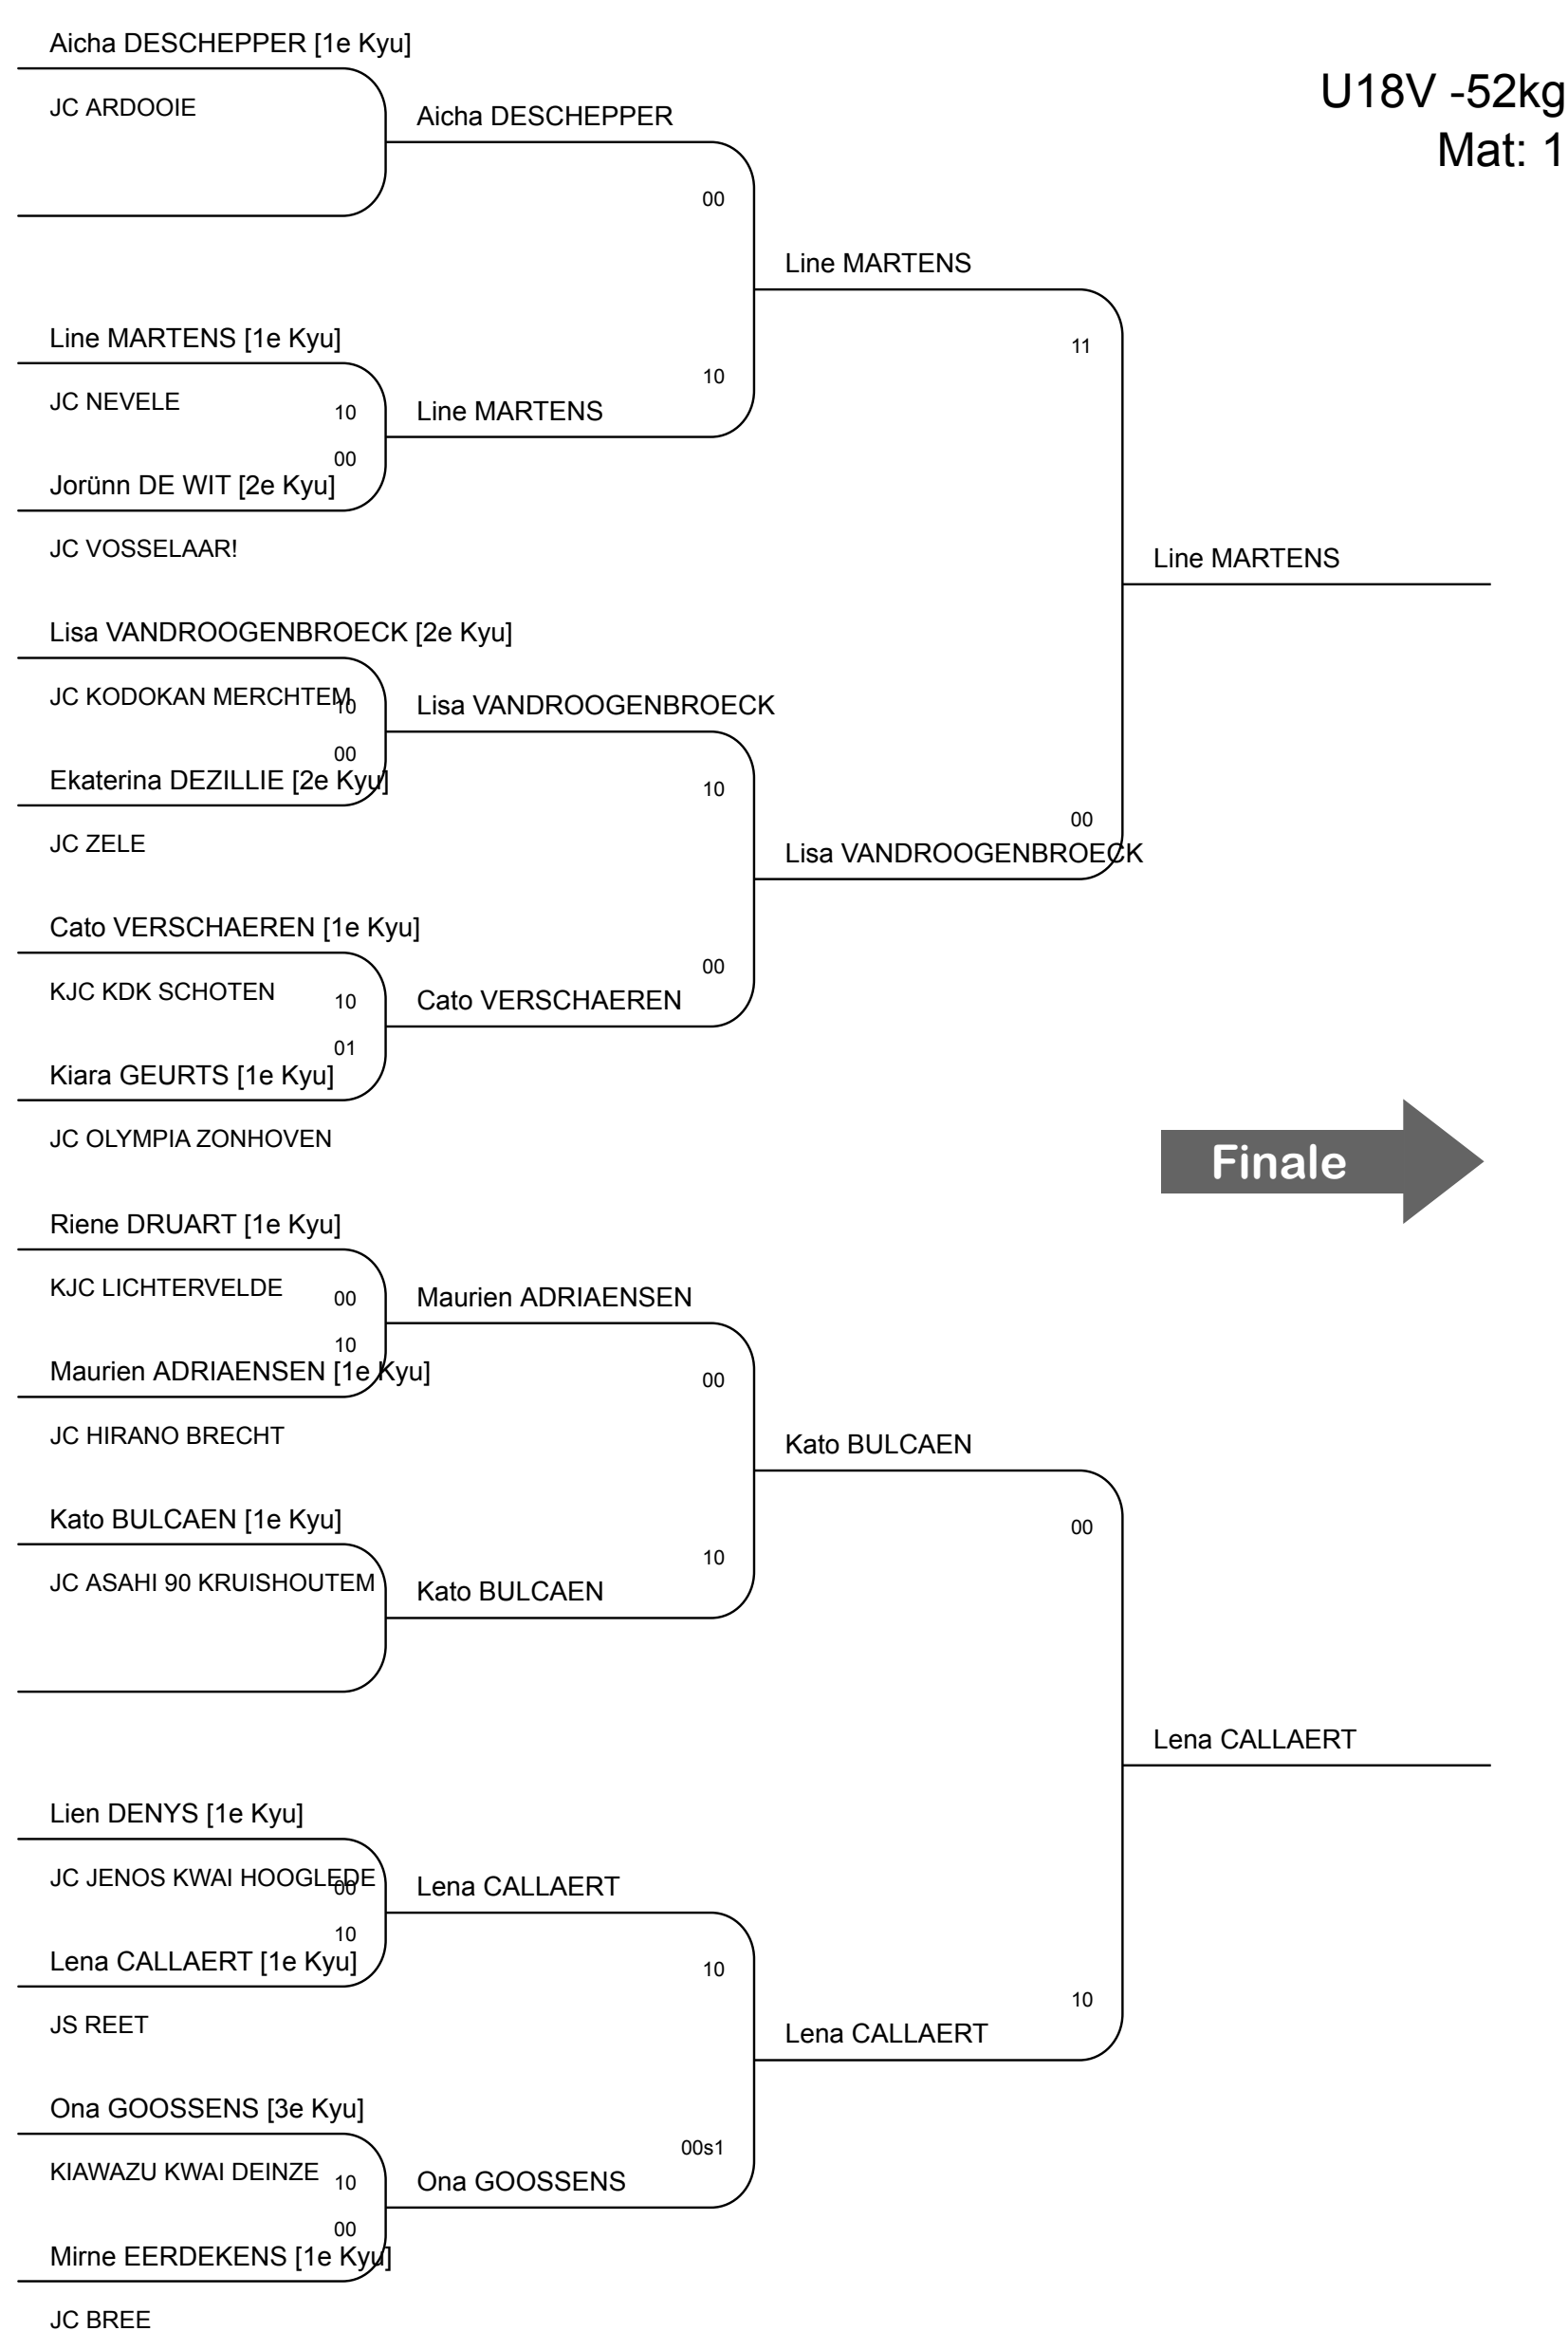 Aicha DESCHEPPER [1e Kyu]
U18V -52kg
JC ARDOOIE
Aicha DESCHEPPER
Mat: 1
00
Line MARTENS
Line MARTENS [1e Kyu]
11
10
JC NEVELE
10
Line MARTENS
00
Jorünn DE WIT [2e Kyu]
JC VOSSELAAR!
Line MARTENS
Lisa VANDROOGENBROECK [2e Kyu]
JC KODOKAN MERCHTEM
10
Lisa VANDROOGENBROECK
00
Ekaterina DEZILLIE [2e Kyu]
10
00
JC ZELE
Lisa VANDROOGENBROECK
Cato VERSCHAEREN [1e Kyu]
00
KJC KDK SCHOTEN
10
Cato VERSCHAEREN
01
Kiara GEURTS [1e Kyu]
JC OLYMPIA ZONHOVEN
Finale
Riene DRUART [1e Kyu]
KJC LICHTERVELDE
00
Maurien ADRIAENSEN
10
Maurien ADRIAENSEN [1e Kyu]
00
JC HIRANO BRECHT
Kato BULCAEN
Kato BULCAEN [1e Kyu]
00
10
JC ASAHI 90 KRUISHOUTEM
Kato BULCAEN
Lena CALLAERT
Lien DENYS [1e Kyu]
JC JENOS KWAI HOOGLEDE
00
Lena CALLAERT
10
Lena CALLAERT [1e Kyu]
10
10
JS REET
Lena CALLAERT
Ona GOOSSENS [3e Kyu]
00s1
KIAWAZU KWAI DEINZE
10
Ona GOOSSENS
00
Mirne EERDEKENS [1e Kyu]
JC BREE